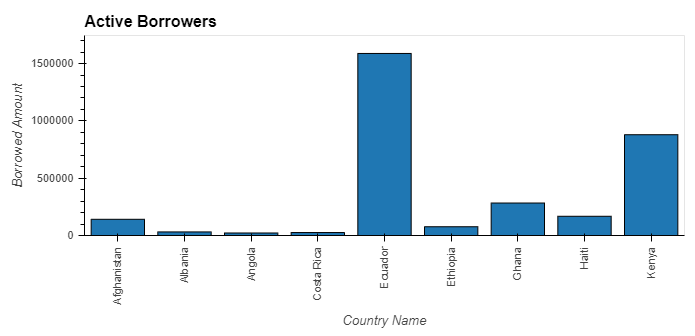 Active Borrowers
Borrowed Amount
1500000
1000000
500000
0
Afghanistan
Albania
Angola
Costa Rica
Ecuador
Ethiopia
Ghana
Haiti
Kenya
Country Name